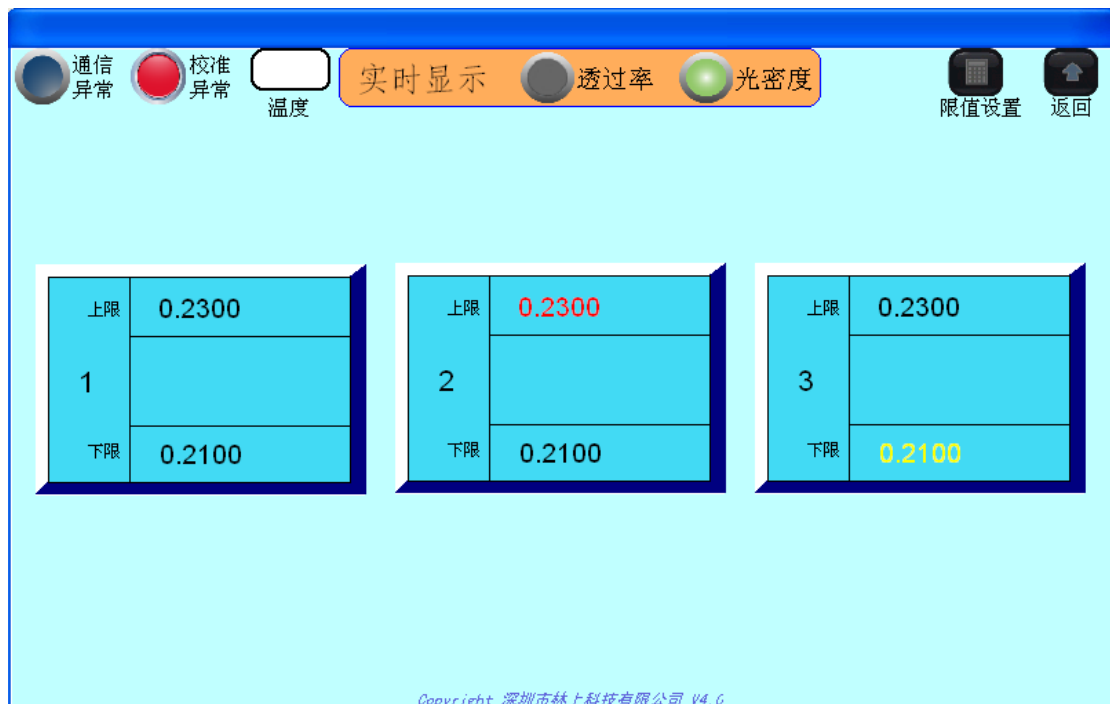 通信
异常
校准
异常
温度
实时显示
透过率
光密度
限值设置
返回
上限
0.2300
1
下限
0.2100
上限
0.2300
2
下限
0.2100
上限
0.2300
3
下限
0.2100
Copyright 深圳市林上科技有限公司